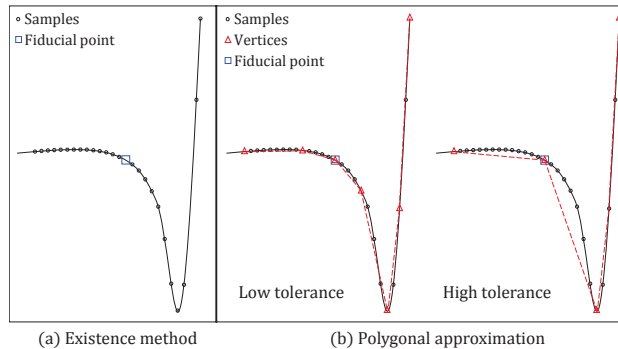 Samples
Fiducial point
Samples
Vertices
Fiducial point
Low tolerance
High tolerance
(a) Existence method
(b) Polygonal approximation